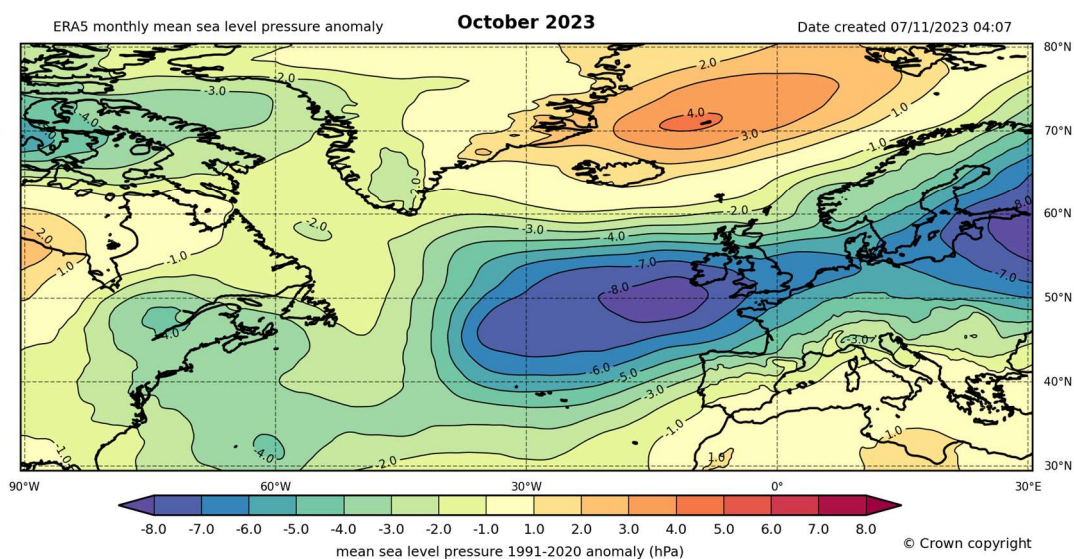 October 2023
ERA5 monthly mean sea level pressure anomaly
Date created 07/11/2023 04:07
80°N
2.0
-2.0
-3.0
4.0
1.0
-4.0
3.0
70°N
-1.0
-2.0
-2.0
-8.0
60°N
2.0
-2.0
-3.0
-4.0
-1.0
1.0
-7.0
-7.0
-8.0
50°N
-4.0
-3.0
-6.0
-5.0
40°N
-3.0
-1.0
-1.0
-1.0
-4.0
1.0
-2.0
30°N
90°W 60°W 30°W 0° 30°E
-8.0 -7.0 -6.0 -5.0 -4.0 -3.0 -2.0 -1.0 1.0 2.0 3.0 4.0 5.0 6.0 7.0 8.0
mean sea level pressure 1991-2020 anomaly (hPa)
© Crown copyright